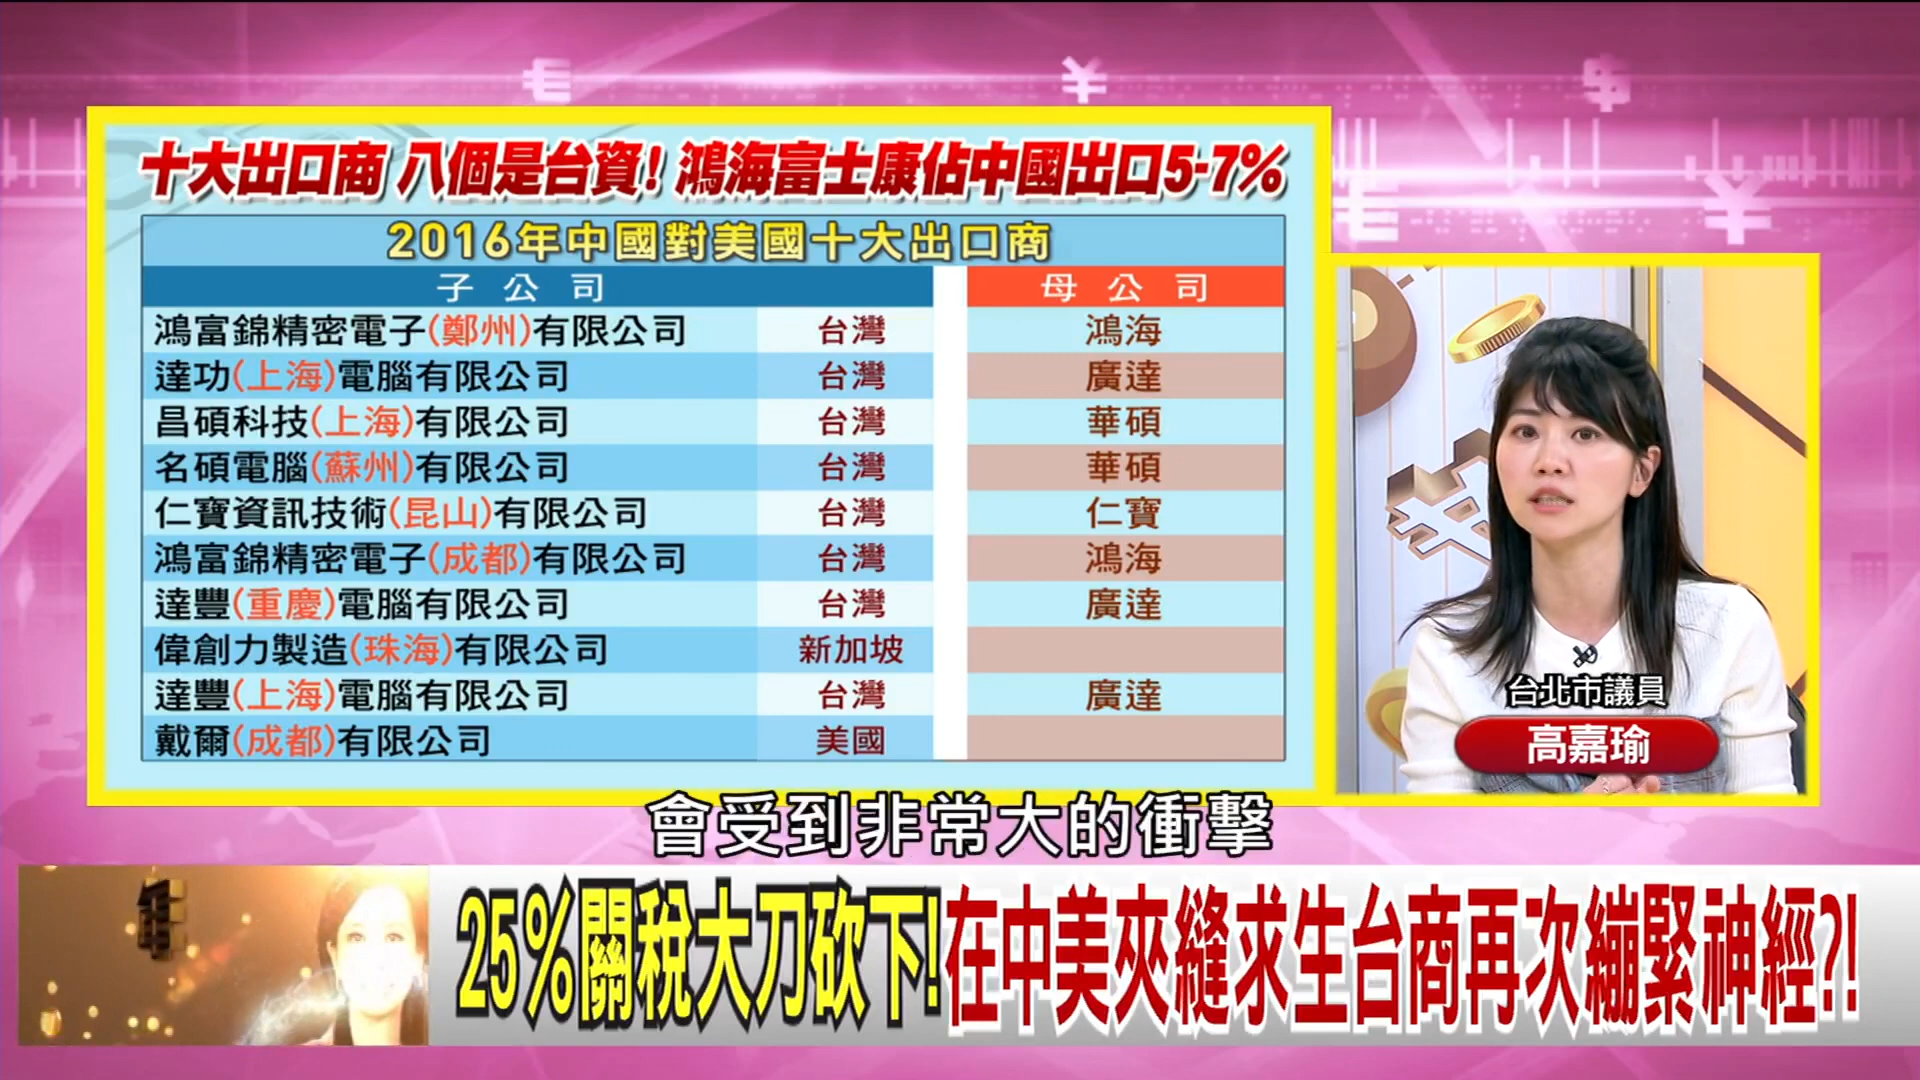 十大出口商 八個是台資! 鴻海富士康佔中國出口5-7%
2016年中國對美國十大出口商
子公司 母公司
鴻富錦精密電子(鄭州)有限公司 台灣 鴻海
達功(上海)電腦有限公司 台灣 廣達
昌碩科技(上海)有限公司 台灣 華碩
名碩電腦(蘇州)有限公司 台灣 華碩
仁寶資訊技術(昆山)有限公司 台灣 仁寶
鴻富錦精密電子(成都)有限公司 台灣 鴻海
達豐(重慶)電腦有限公司 台灣 廣達
偉創力製造(珠海)有限公司 新加坡
達豐(上海)電腦有限公司 台灣 廣達
戴爾(成都)有限公司 美國
台北市議員
高嘉瑜
會受到非常大的衝擊
25%關稅大刀砍下!在中美夾縫求生台商再次繃緊神經?!